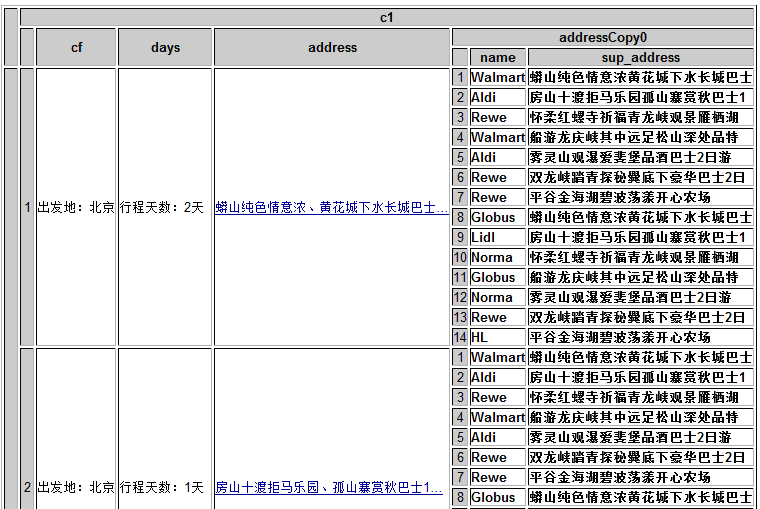 c1
cf days address addressCopy0
name sup_address
1 出发地：北京 行程天数：2天 蟒山纯色情意浓、黄花城下水长城巴士...
1 Walmart 蟒山纯色情意浓黄花城下水长城巴士
2 Aldi 房山十渡拒马乐园孤山寨赏秋巴士1
3 Rewe 怀柔红螺寺祈福青龙峡观景雁栖湖
4 Walmart 船游龙庆峡其中远足松山深处品特
5 Aldi 雾灵山观瀑爱斐堡品酒巴士2日游
6 Rewe 双龙峡踏青探秘爨底下豪华巴士2日
7 Rewe 平谷金海湖碧波荡漾开心农场
8 Globus 蟒山纯色情意浓黄花城下水长城巴士
9 Lidl 房山十渡拒马乐园孤山寨赏秋巴士1
10 Norma 怀柔红螺寺祈福青龙峡观景雁栖湖
11 Globus 船游龙庆峡其中远足松山深处品特
12 Norma 雾灵山观瀑爱斐堡品酒巴士2日游
13 Rewe 双龙峡踏青探秘爨底下豪华巴士2日
14 HL 平谷金海湖碧波荡漾开心农场
2 出发地：北京 行程天数：1天 房山十渡拒马乐园、孤山寨赏秋巴士1...
1 Walmart 蟒山纯色情意浓黄花城下水长城巴士
2 Aldi 房山十渡拒马乐园孤山寨赏秋巴士1
3 Rewe 怀柔红螺寺祈福青龙峡观景雁栖湖
4 Walmart 船游龙庆峡其中远足松山深处品特
5 Aldi 雾灵山观瀑爱斐堡品酒巴士2日游
6 Rewe 双龙峡踏青探秘爨底下豪华巴士2日
7 Rewe 平谷金海湖碧波荡漾开心农场
8 Globus 蟒山纯色情意浓黄花城下水长城巴士